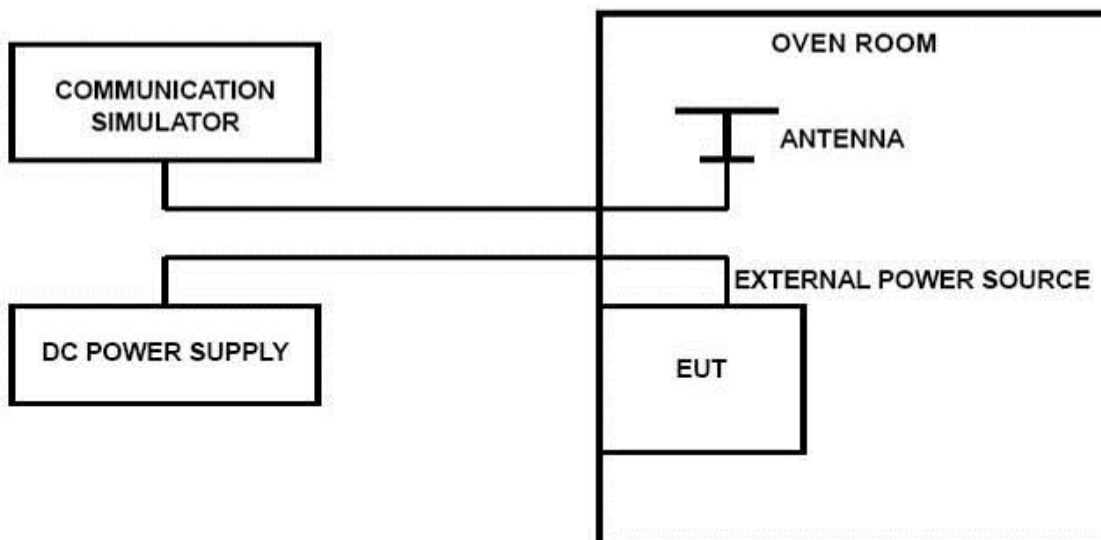 OVEN ROOM
COMMUNICATION
SIMULATOR
ANTENNA
EXTERNAL POWER SOURCE
DC POWER SUPPLY
EUT